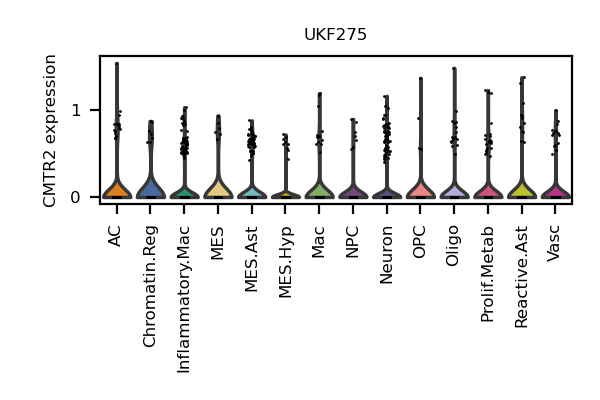 UKF275
CMTR2 expression
1
0
AC
Chromatin.Reg
Inflammatory.Mac
MES
MES.Ast
MES.Hyp
Mac
NPC
Neuron
OPC
Oligo
Prolif.Metab
Reactive.Ast
Vasc